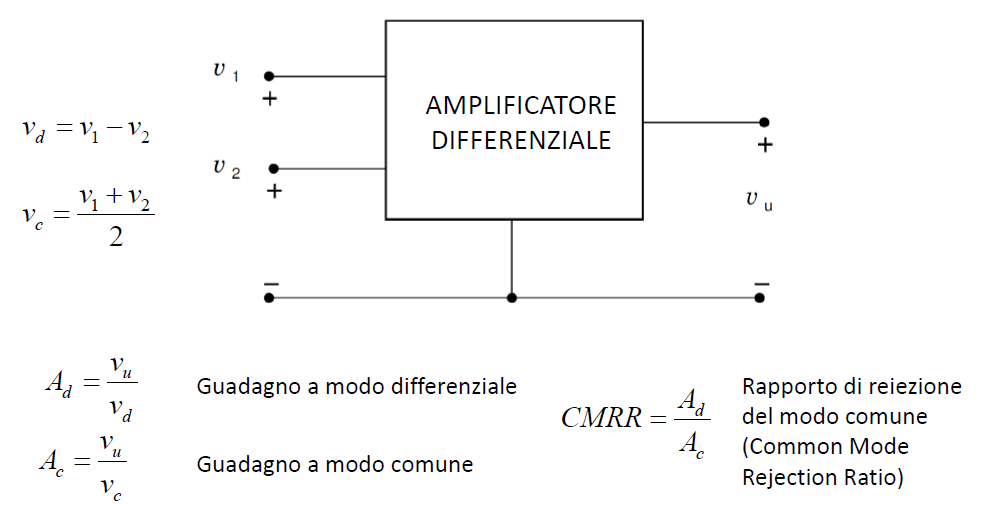 v 1
+
AMPLIFICATORE
DIFFERENZIALE
v_d = v_1 − v_2
+
v 2
+
v_c = (v_1 + v_2) / 2
v u
−
−
A_d = v_u / v_d
Guadagno a modo differenziale
A_c = v_u / v_c
Guadagno a modo comune
CMRR = A_d / A_c
Rapporto di reiezione
del modo comune
(Common Mode
Rejection Ratio)